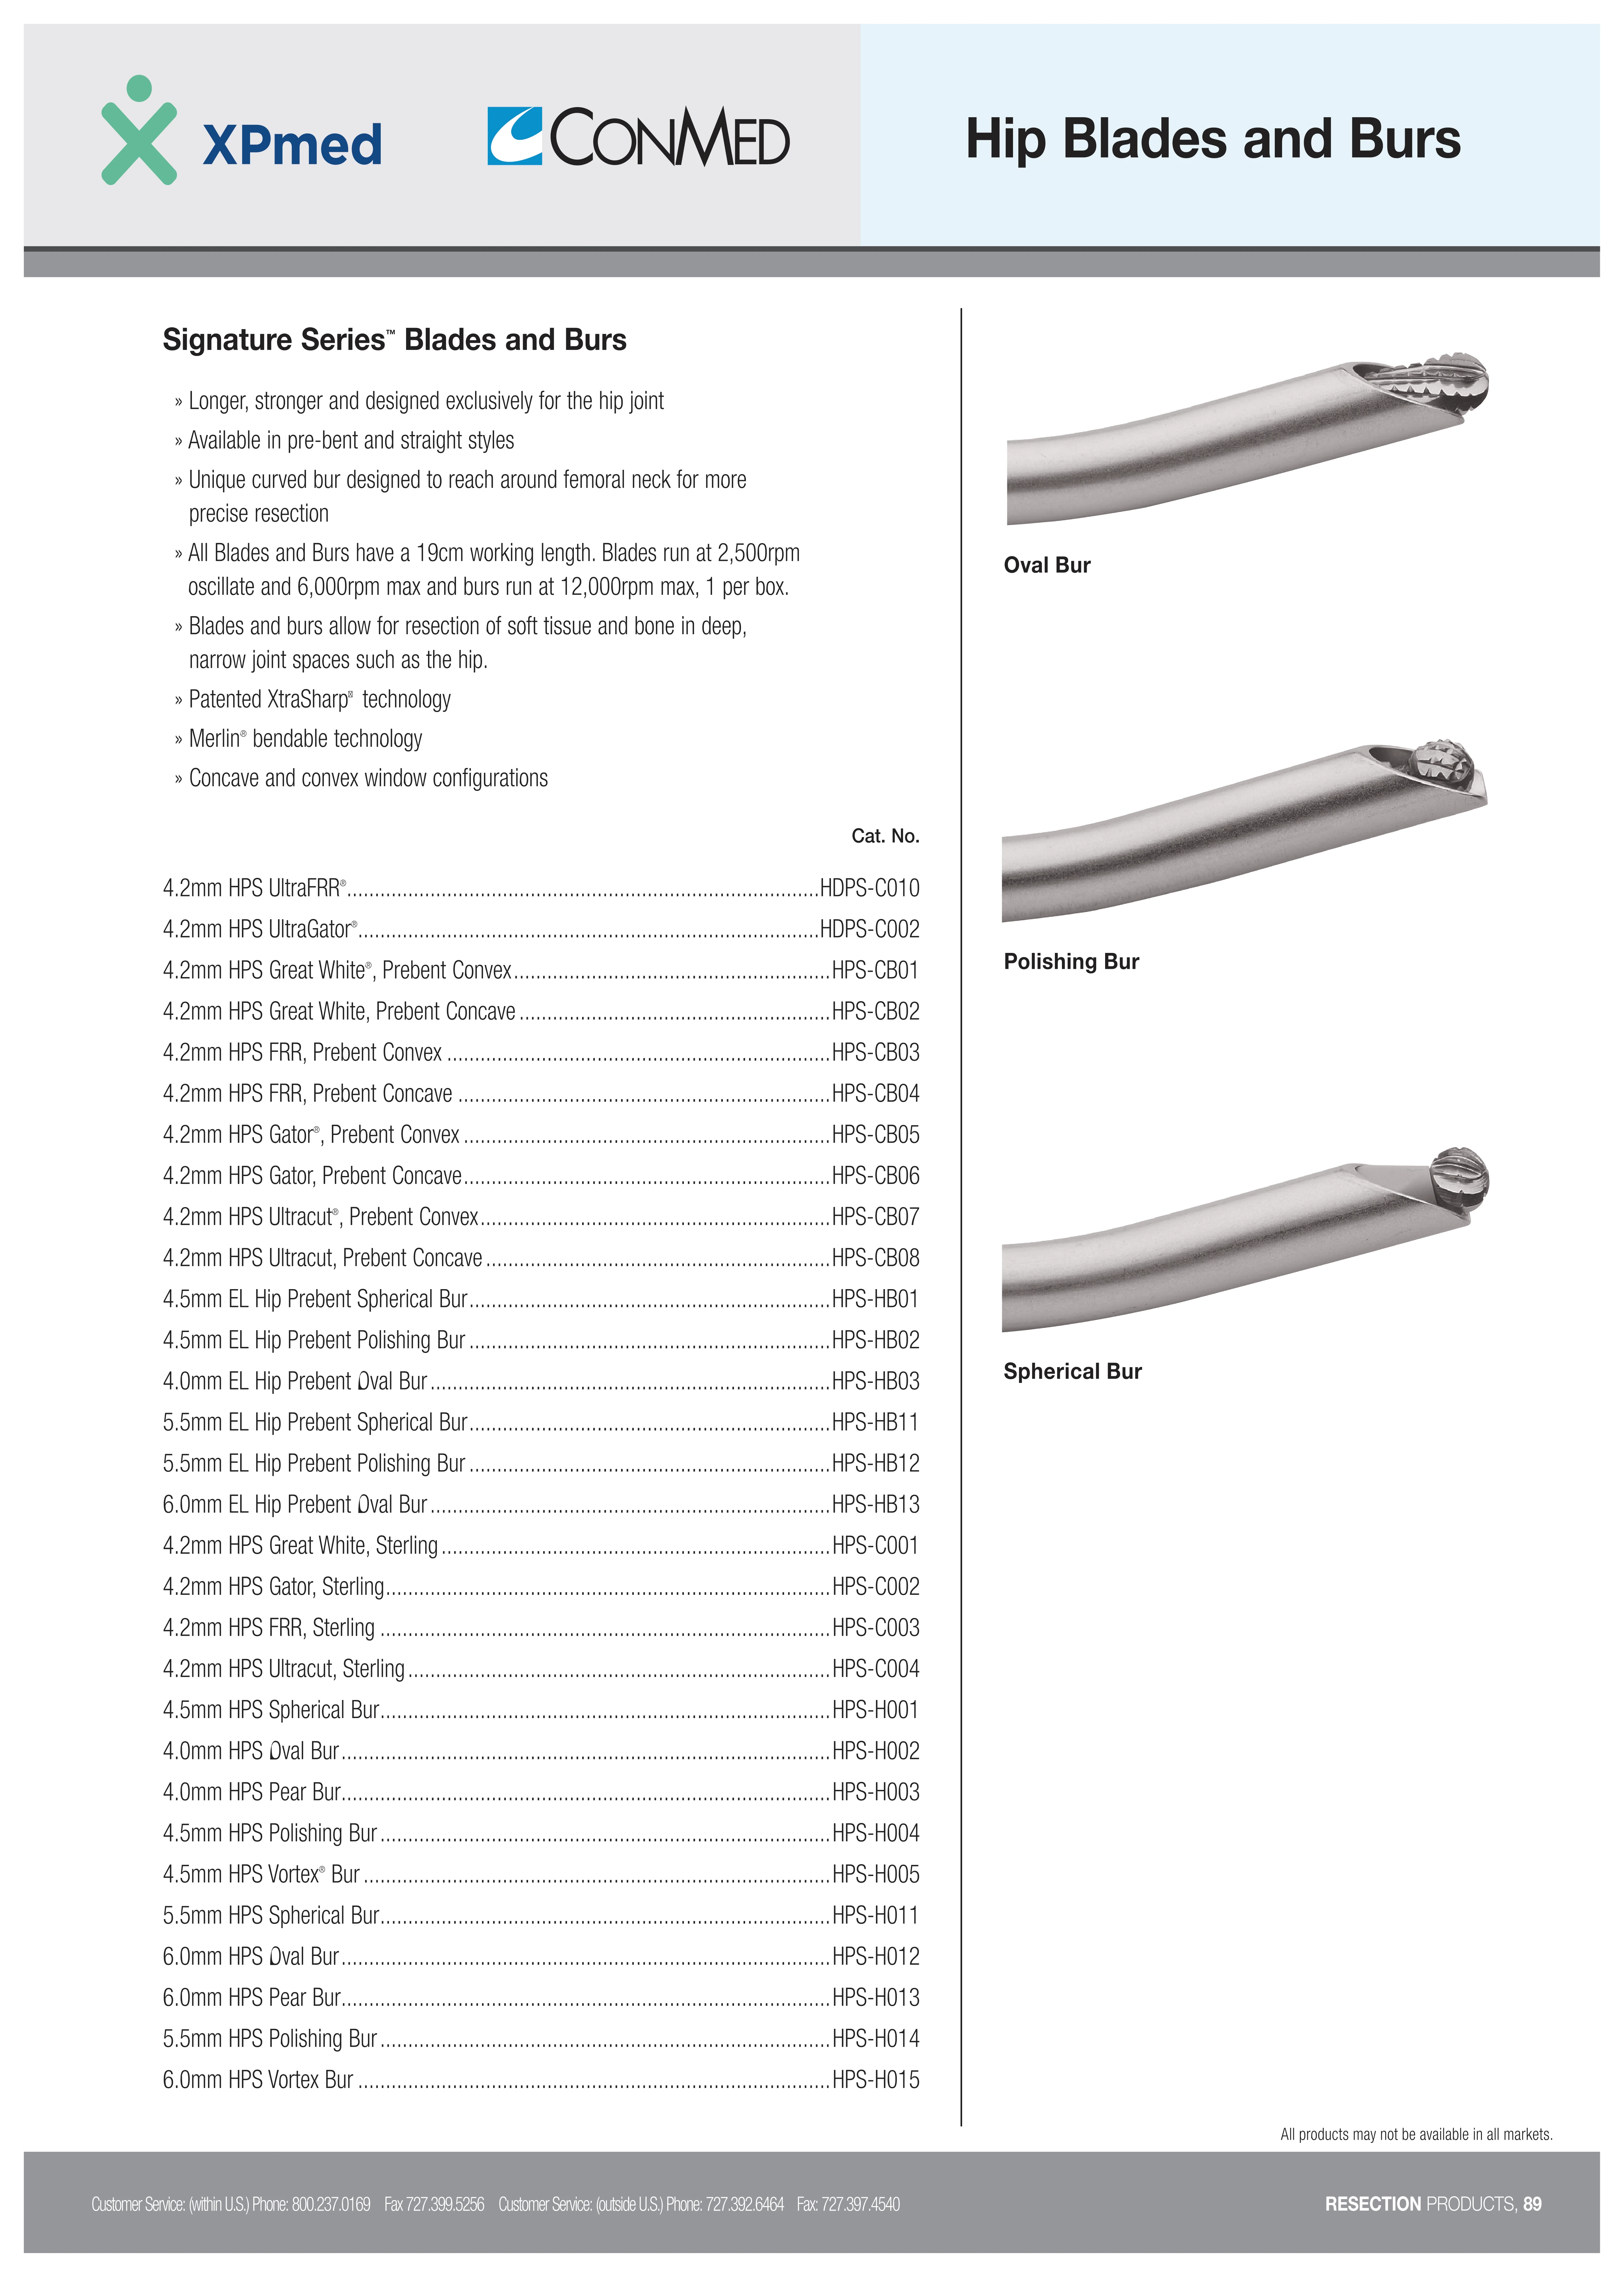 XPmed
CONMED
Hip Blades and Burs
Signature Series™ Blades and Burs
» Longer, stronger and designed exclusively for the hip joint
» Available in pre-bent and straight styles
» Unique curved bur designed to reach around femoral neck for more
precise resection
» All Blades and Burs have a 19cm working length. Blades run at 2,500rpm
oscillate and 6,000rpm max and burs run at 12,000rpm max, 1 per box.
» Blades and burs allow for resection of soft tissue and bone in deep,
narrow joint spaces such as the hip.
» Patented XtraSharp® technology
» Merlin® bendable technology
» Concave and convex window configurations
Cat. No.
4.2mm HPS UltraFRR® HDPS-C010
4.2mm HPS UltraGator® HDPS-C002
4.2mm HPS Great White®, Prebent Convex HPS-CB01
4.2mm HPS Great White, Prebent Concave HPS-CB02
4.2mm HPS FRR, Prebent Convex HPS-CB03
4.2mm HPS FRR, Prebent Concave HPS-CB04
4.2mm HPS Gator®, Prebent Convex HPS-CB05
4.2mm HPS Gator, Prebent Concave HPS-CB06
4.2mm HPS Ultracut®, Prebent Convex HPS-CB07
4.2mm HPS Ultracut, Prebent Concave HPS-CB08
4.5mm EL Hip Prebent Spherical Bur HPS-HB01
4.5mm EL Hip Prebent Polishing Bur HPS-HB02
4.0mm EL Hip Prebent Oval Bur HPS-HB03
5.5mm EL Hip Prebent Spherical Bur HPS-HB11
5.5mm EL Hip Prebent Polishing Bur HPS-HB12
6.0mm EL Hip Prebent Oval Bur HPS-HB13
4.2mm HPS Great White, Sterling HPS-C001
4.2mm HPS Gator, Sterling HPS-C002
4.2mm HPS FRR, Sterling HPS-C003
4.2mm HPS Ultracut, Sterling HPS-C004
4.5mm HPS Spherical Bur HPS-H001
4.0mm HPS Oval Bur HPS-H002
4.0mm HPS Pear Bur HPS-H003
4.5mm HPS Polishing Bur HPS-H004
4.5mm HPS Vortex® Bur HPS-H005
5.5mm HPS Spherical Bur HPS-H011
6.0mm HPS Oval Bur HPS-H012
6.0mm HPS Pear Bur HPS-H013
5.5mm HPS Polishing Bur HPS-H014
6.0mm HPS Vortex Bur HPS-H015
Oval Bur
Polishing Bur
Spherical Bur
All products may not be available in all markets.
Customer Service: (within U.S.) Phone: 800.237.0169 Fax 727.399.5256 Customer Service: (outside U.S.) Phone: 727.392.6464 Fax: 727.397.4540
RESECTION PRODUCTS, 89